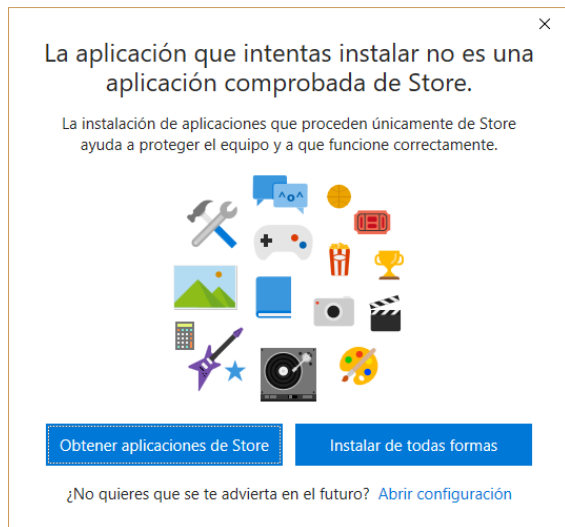 La aplicación que intentas instalar no es una
aplicación comprobada de Store.
La instalación de aplicaciones que proceden únicamente de Store
ayuda a proteger el equipo y a que funcione correctamente.
^o^
Obtener aplicaciones de Store
Instalar de todas formas
¿No quieres que se te advierta en el futuro? Abrir configuración